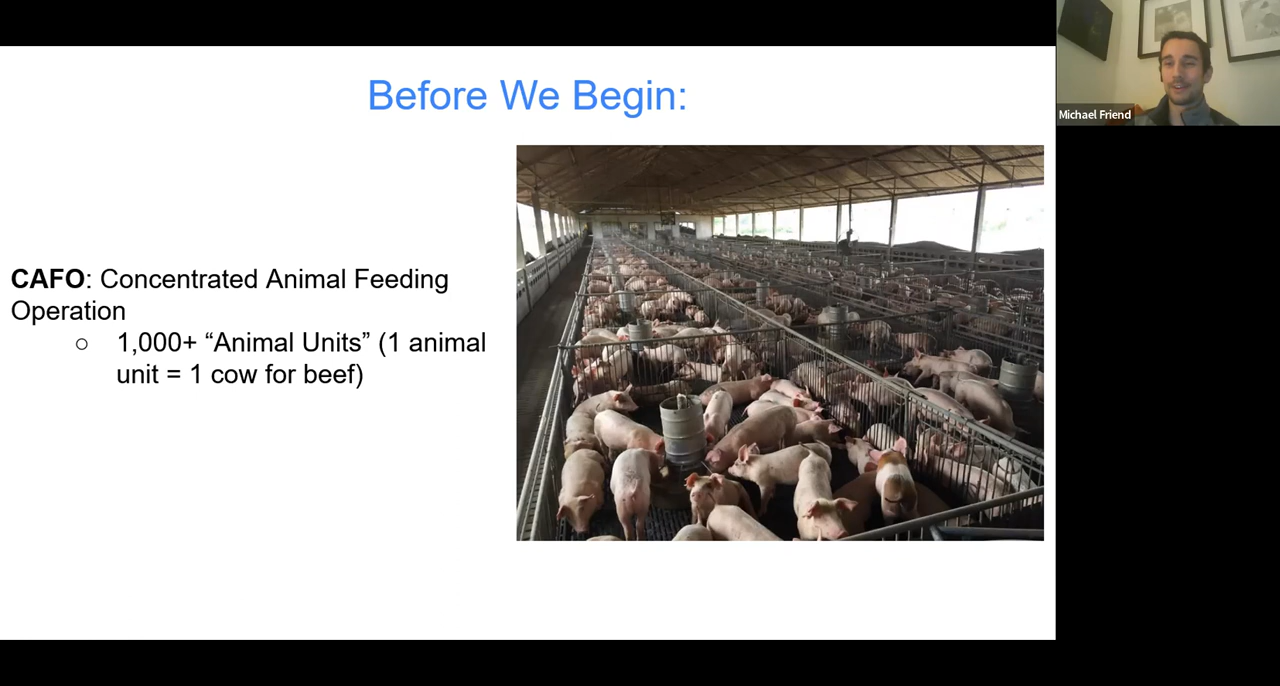 Before We Begin:
CAFO: Concentrated Animal Feeding
Operation
○ 1,000+ “Animal Units” (1 animal
unit = 1 cow for beef)
Michael Friend